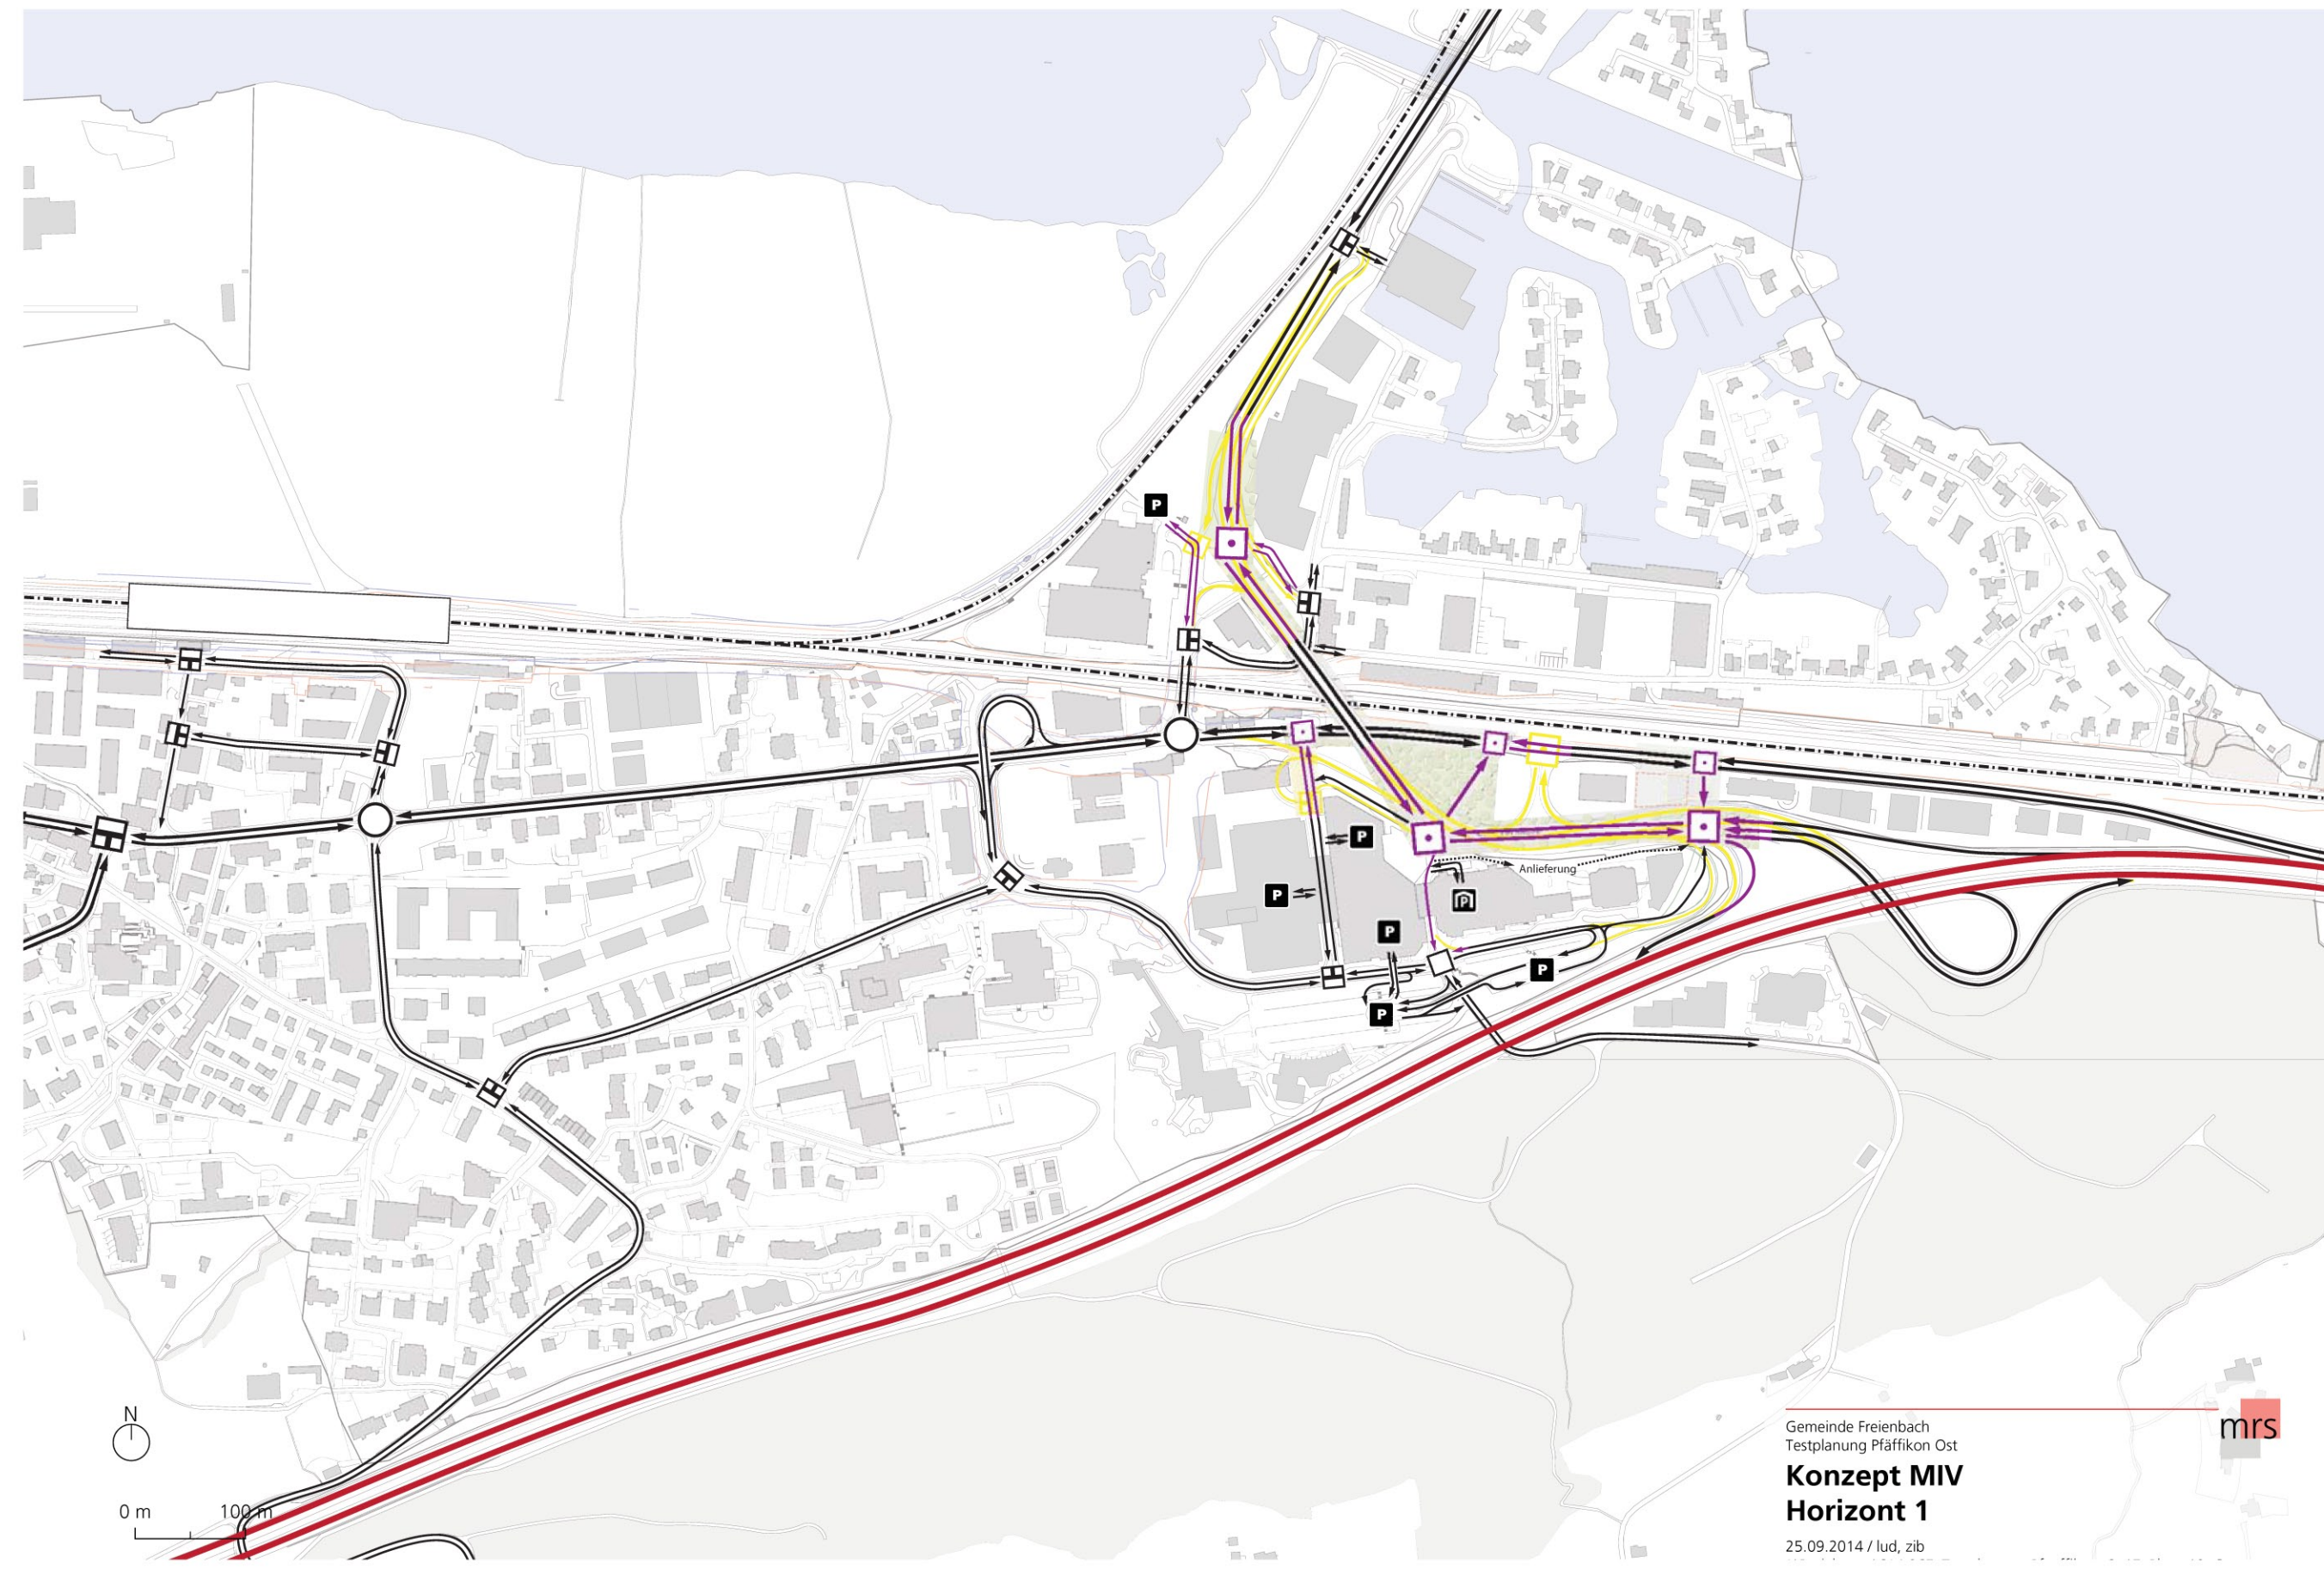 P
P
Anlieferung
P
P
P
P
P
N
0 m 100 m
mrs
Gemeinde Freienbach
Testplanung Pfäffikon Ost
Konzept MIV
Horizont 1
25.09.2014 / lud, zib